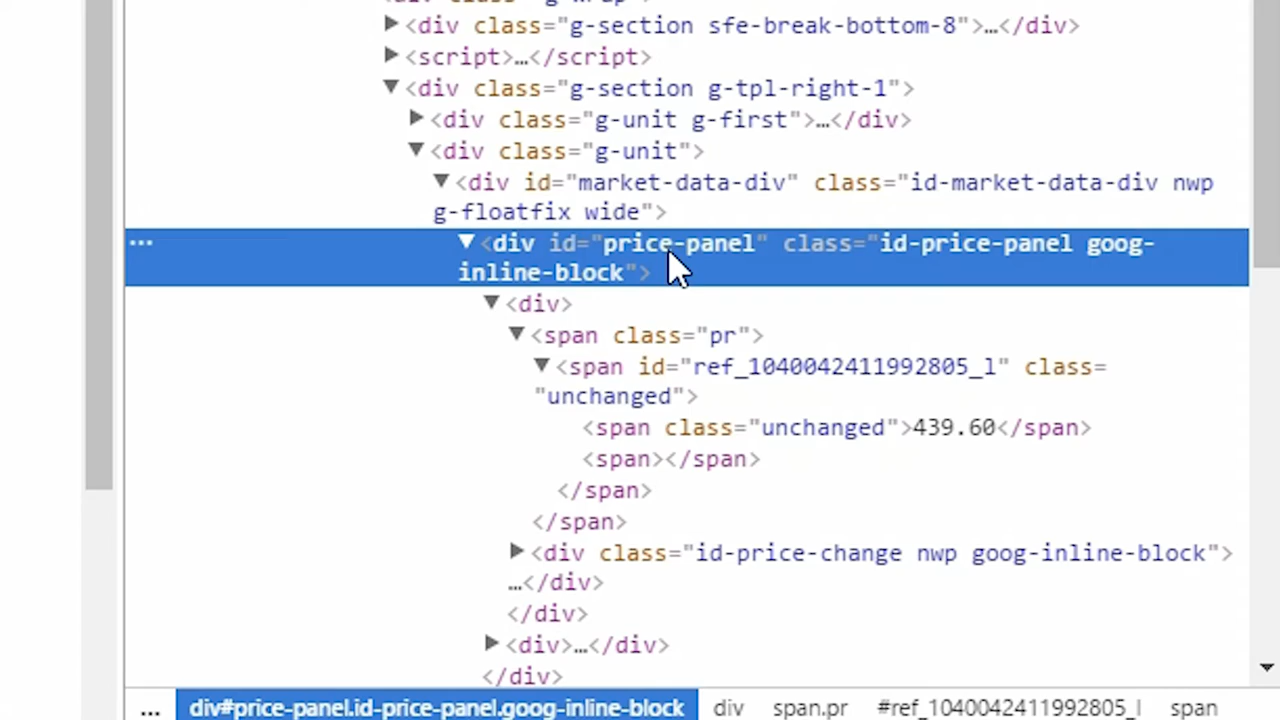 <div class="g-wrap">
<div class="g-section sfe-break-bottom-8">…</div>
<script>…</script>
<div class="g-section g-tpl-right-1">
<div class="g-unit g-first">…</div>
<div class="g-unit">
<div id="market-data-div" class="id-market-data-div nwp
g-floatfix wide">
... <div id="price-panel" class="id-price-panel goog-
inline-block">
<div>
<span class="pr">
<span id="ref_1040042411992805_l" class=
"unchanged">
<span class="unchanged">439.60</span>
<span></span>
</span>
</span>
<div class="id-price-change nwp goog-inline-block">
…</div>
</div>
<div>…</div>
</div>
... div#price-panel.id-price-panel.goog-inline-block div span.pr #ref_1040042411992805_l span